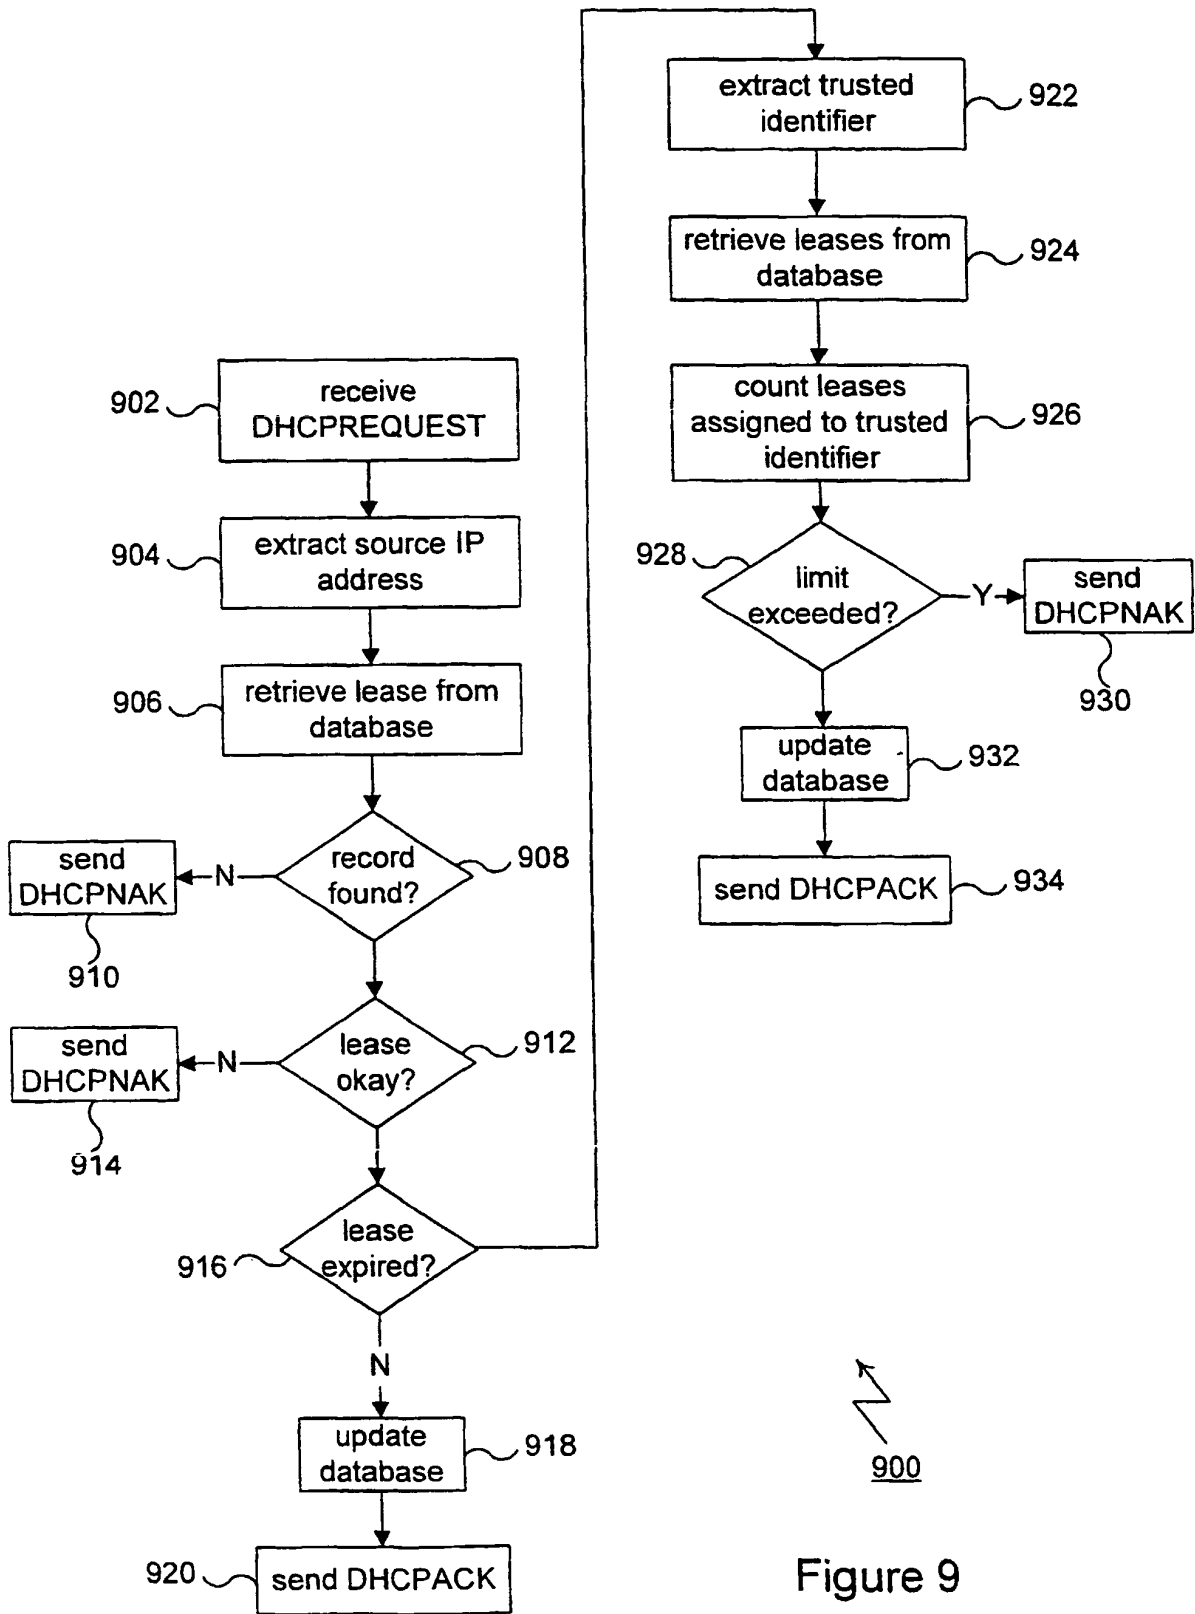 receive
DHCPREQUEST
902
extract source IP
address
904
retrieve lease from
database
906
record
found?
908
N
send
DHCPNAK
910
lease
okay?
912
N
send
DHCPNAK
914
lease
expired?
916
N
update
database
918
send DHCPACK
920
extract trusted
identifier
922
retrieve leases from
database
924
count leases
assigned to trusted
identifier
926
limit
exceeded?
928
Y
send
DHCPNAK
930
update
database
932
send DHCPACK
934
900
Figure 9